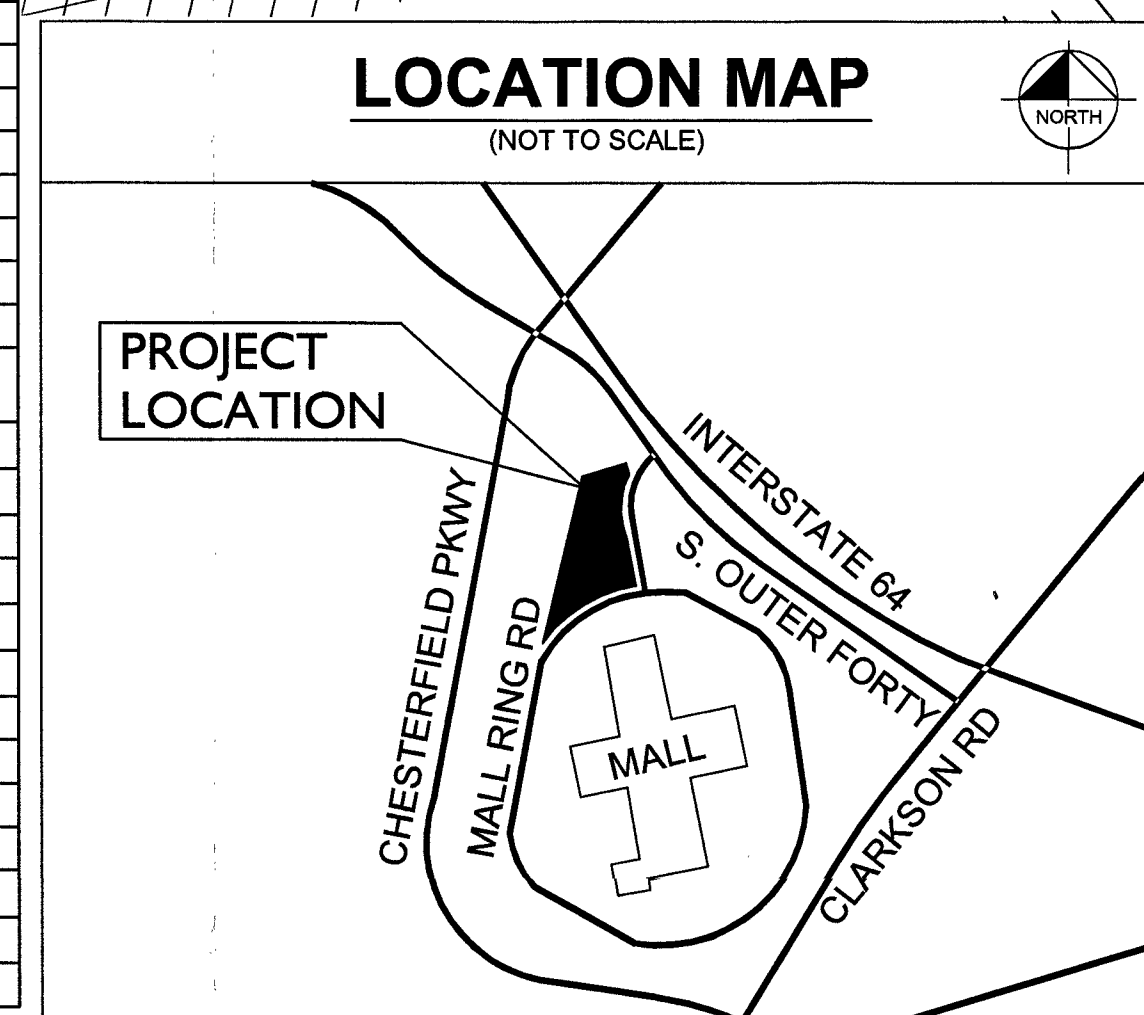 LOCATION MAP
(NOT TO SCALE)
NORTH
PROJECT
LOCATION
INTERSTATE 64
S. OUTER FORTY
CHESTERFIELD PKWY
MALL RING RD
MALL
CLARKSON RD